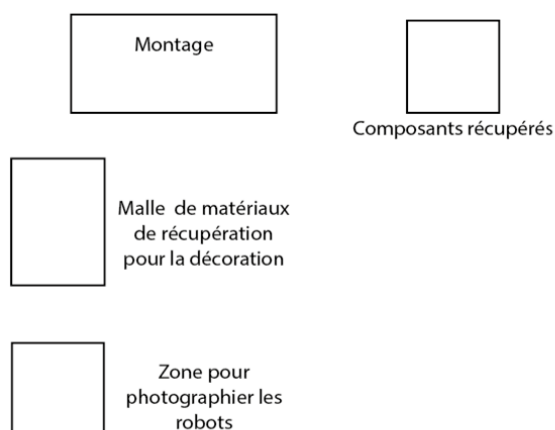 Montage
Composants récupérés
Malle de matériaux
de récupération
pour la décoration
Zone pour
photographier les
robots